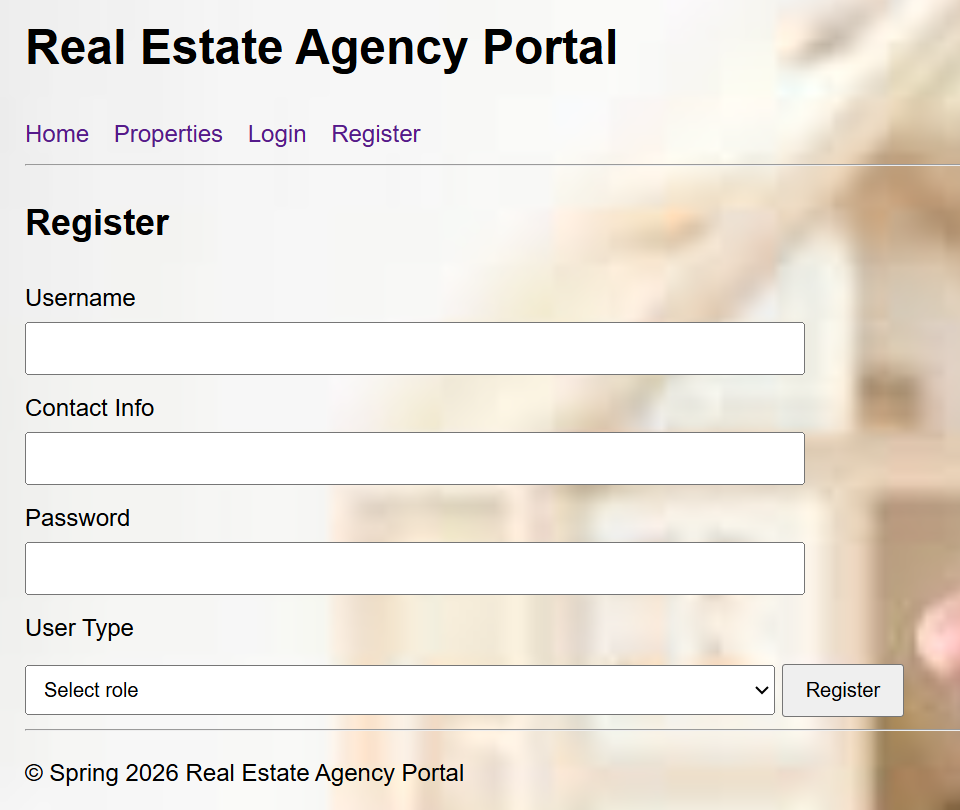 Real Estate Agency Portal
Home Properties Login Register
Register
Username
Contact Info
Password
User Type
Select role Register
© Spring 2026 Real Estate Agency Portal